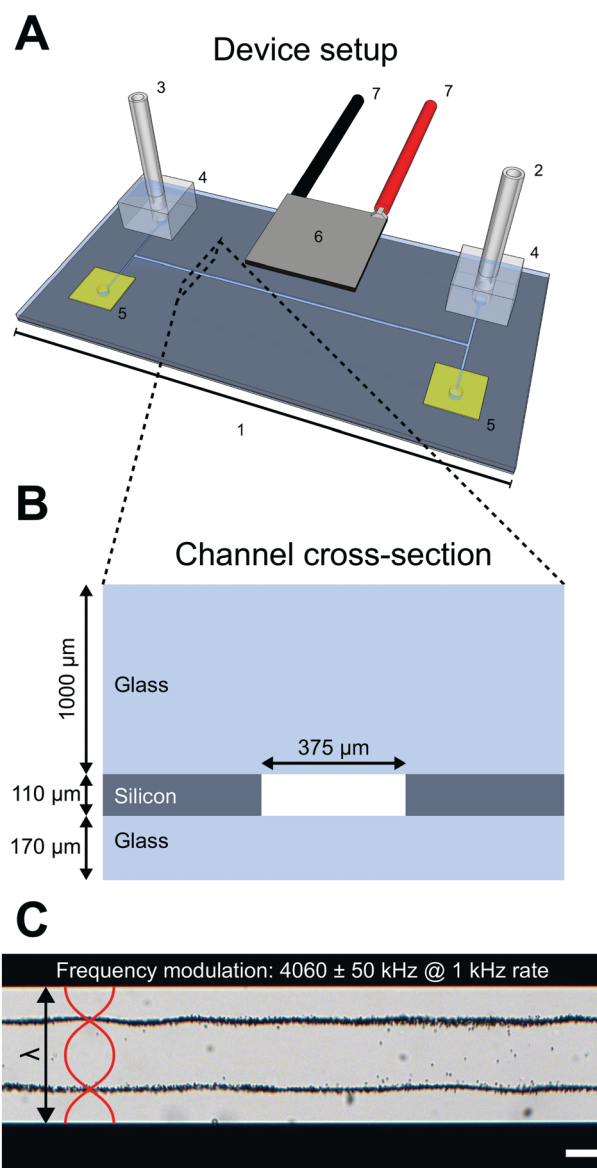 A
Device setup
7
7
3
2
4
4
6
5
5
1
B
Channel cross-section
1000 µm
Glass
375 µm
110 µm
Silicon
170 µm
Glass
C
Frequency modulation: 4060 ± 50 kHz @ 1 kHz rate
λ